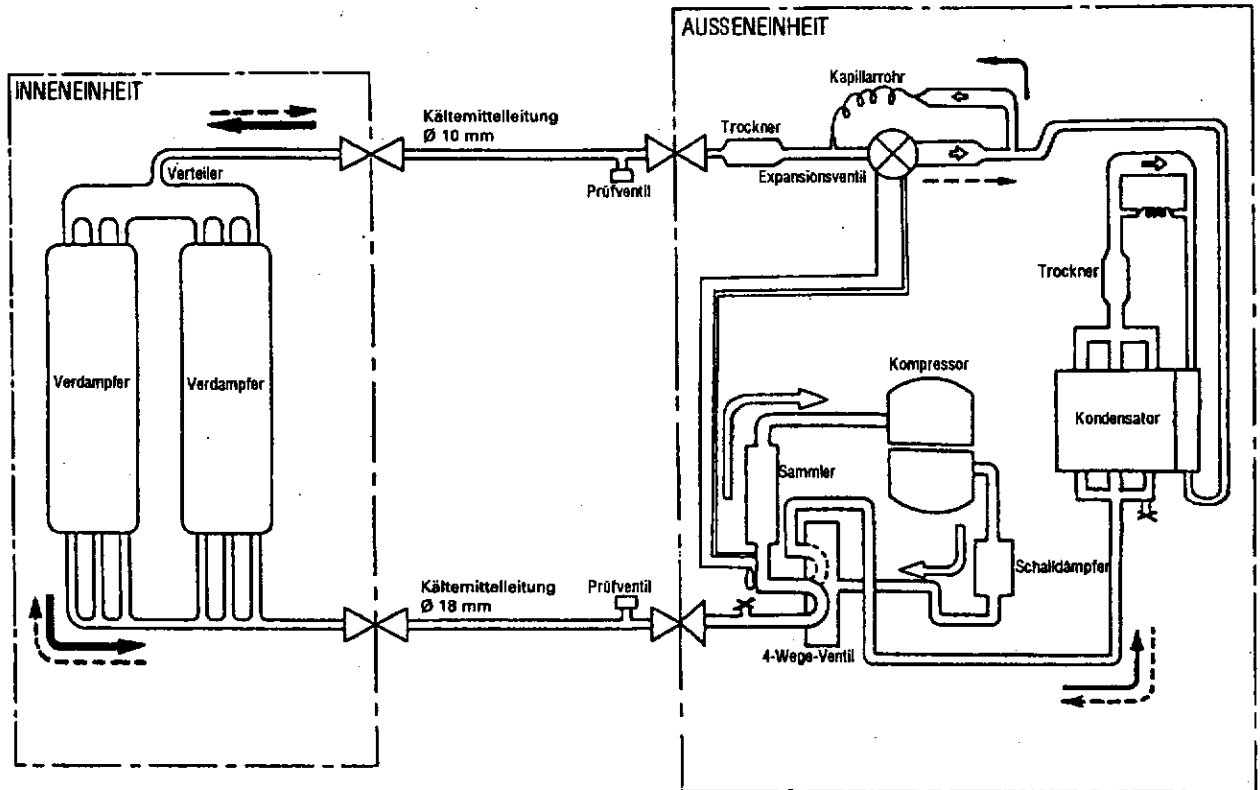 AUSSENEINHEIT
INNENEINHEIT
Kapillarrohr
Kältemittelleitung
Ø 10 mm
Trockner
Verteiler
Prüfventil
Expansionsventil
Trockner
Verdampfer
Verdampfer
Kompressor
Kondensator
Sammler
Schalldämpfer
Kältemittelleitung
Ø 18 mm
Prüfventil
4-Wege-Ventil